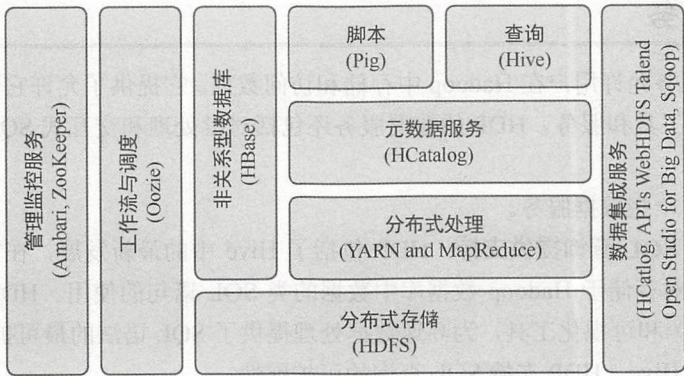 管理监控服务
(Ambari, ZooKeeper)
工作流与调度
(Oozie)
非关系型数据库
(HBase)
脚本
(Pig)
查询
(Hive)
元数据服务
(HCatalog)
分布式处理
(YARN and MapReduce)
分布式存储
(HDFS)
数据集成服务
(HCatlog, API's WebHDFS Talend
Open Studio for Big Data, Sqoop)